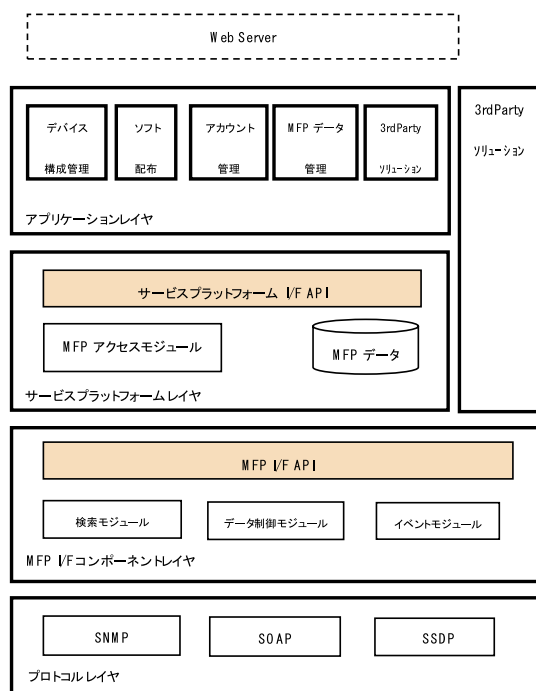 Web Server
デバイス
構成管理
ソフト
配布
アカウント
管理
MFP データ
管理
3rdParty
ソリューション
アプリケーションレイヤ
3rdParty
ソリューション
サービスプラットフォーム I/F API
MFP アクセスモジュール
MFP データ
サービスプラットフォームレイヤ
MFP I/F API
検索モジュール
データ制御モジュール
イベントモジュール
MFP I/Fコンポーネントレイヤ
SNMP
SOAP
SSDP
プロトコルレイヤ